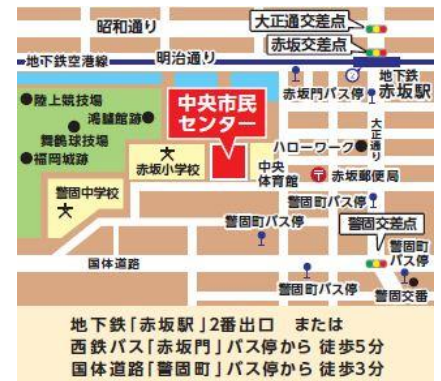 昭和通り
大正通交差点
赤坂交差点
地下鉄空港線
明治通り
地下鉄
赤坂駅
赤坂門バス停
陸上競技場
鴻臚館跡
舞鶴球技場
福岡城跡
中央市民
センター
赤坂小学校
ハローワーク
大正通り
中央
体育館
赤坂郵便局
警固中学校
警固町バス停
警固町バス停
警固交差点
警固町
バス停
国体道路
警固町バス停
警固交番
地下鉄「赤坂駅」2番出口 または
西鉄バス「赤坂門」バス停から 徒歩5分
国体道路「警固町」バス停から 徒歩3分